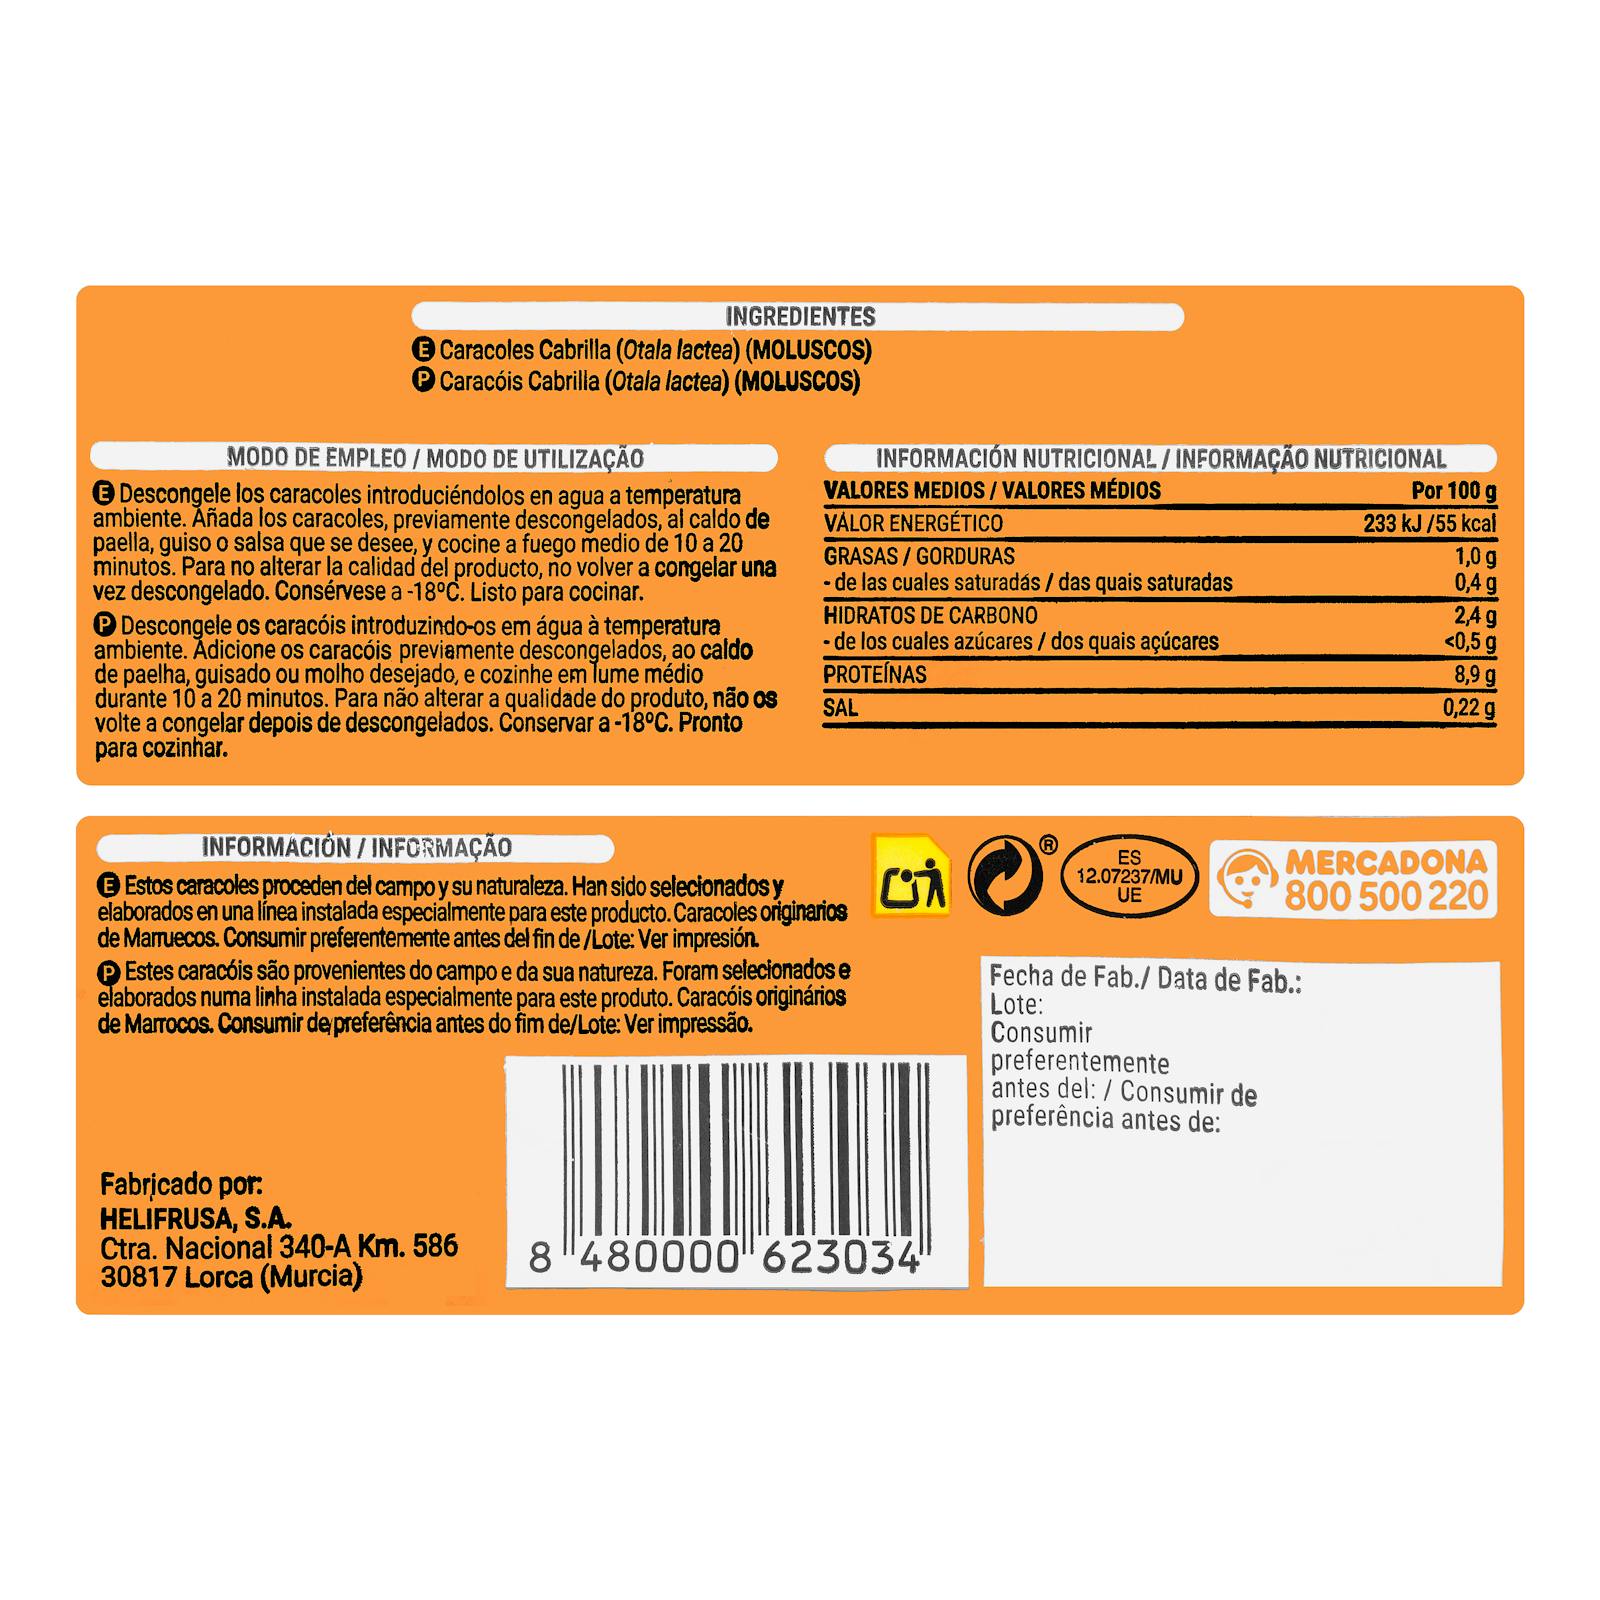 INGREDIENTES
E Caracoles Cabrilla (Otala lactea) (MOLUSCOS)
P Caracóis Cabrilla (Otala lactea) (MOLUSCOS)
MODO DE EMPLEO / MODO DE UTILIZAÇÃO
E Descongele los caracoles introduciéndolos en agua a temperatura
ambiente. Añada los caracoles, previamente descongelados, al caldo de
paella, guiso o salsa que se desee, y cocine a fuego medio de 10 a 20
minutos. Para no alterar la calidad del producto, no volver a congelar una
vez descongelado. Consérvese a -18ºC. Listo para cocinar.
P Descongele os caracóis introduzindo-os em água à temperatura
ambiente. Adicione os caracóis previamente descongelados, ao caldo
de paelha, guisado ou molho desejado, e cozinhe em lume médio
durante 10 a 20 minutos. Para não alterar a qualidade do produto, não os
volte a congelar depois de descongelados. Conservar a -18ºC. Pronto
para cozinhar.
INFORMACIÓN NUTRICIONAL / INFORMAÇÃO NUTRICIONAL
VALORES MEDIOS / VALORES MÉDIOS Por 100 g
VALOR ENERGÉTICO 233 kJ /55 kcal
GRASAS / GORDURAS 1,0 g
- de las cuales saturadas / das quais saturadas 0,4 g
HIDRATOS DE CARBONO 2,4 g
- de los cuales azúcares / dos quais açúcares <0,5 g
PROTEÍNAS 8,9 g
SAL 0,22 g
INFORMACIÓN / INFORMAÇÃO
E Estos caracoles proceden del campo y su naturaleza. Han sido selecionados y
elaborados en una línea instalada especialmente para este producto. Caracoles originarios
de Marruecos. Consumir preferentemente antes del fin de /Lote: Ver impresión.
P Estes caracóis são provenientes do campo e da sua natureza. Foram selecionados e
elaborados numa linha instalada especialmente para este produto. Caracóis originários
de Marrocos. Consumir de preferência antes do fim de/Lote: Ver impressão.
Fabricado por:
HELIFRUSA, S.A.
Ctra. Nacional 340-A Km. 586
30817 Lorca (Murcia)
8 480000 623034
®
ES
12.07237/MU
UE
MERCADONA
800 500 220
Fecha de Fab./ Data de Fab.:
Lote:
Consumir
preferentemente
antes del: / Consumir de
preferência antes de: